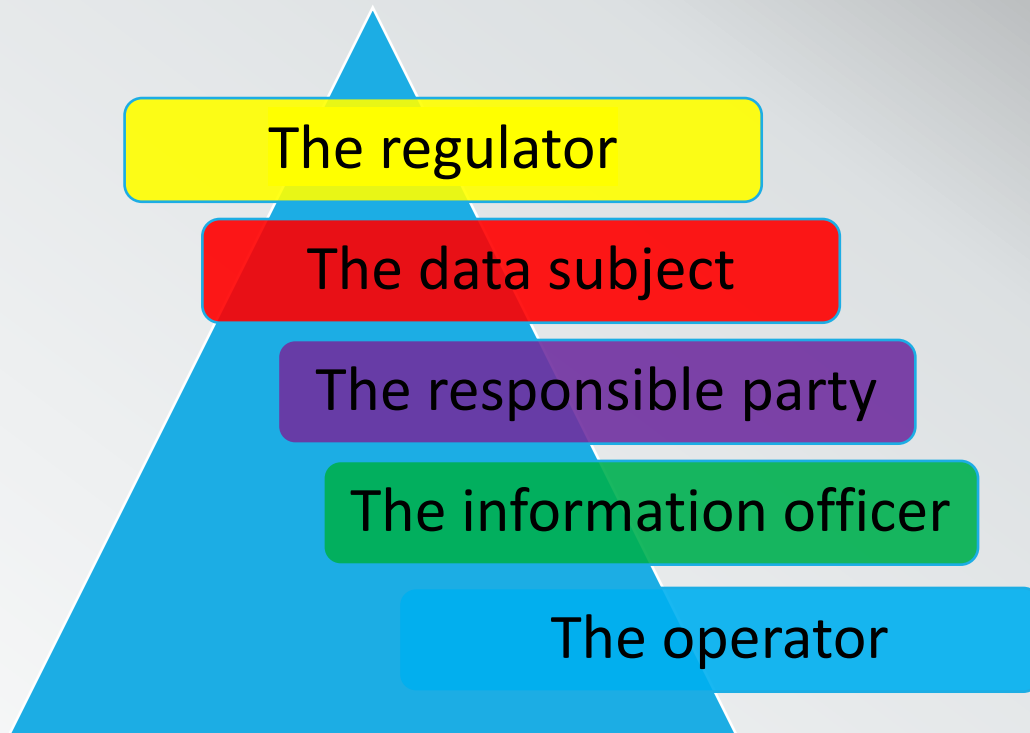 The regulator
The data subject
The responsible party
The information officer
The operator